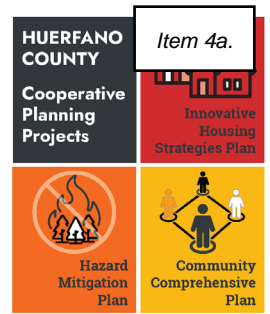 HUERFANO
COUNTY
Cooperative
Planning
Projects
Item 4a.
Innovative
Housing
Strategies Plan
Hazard
Mitigation
Plan
Community
Comprehensive
Plan